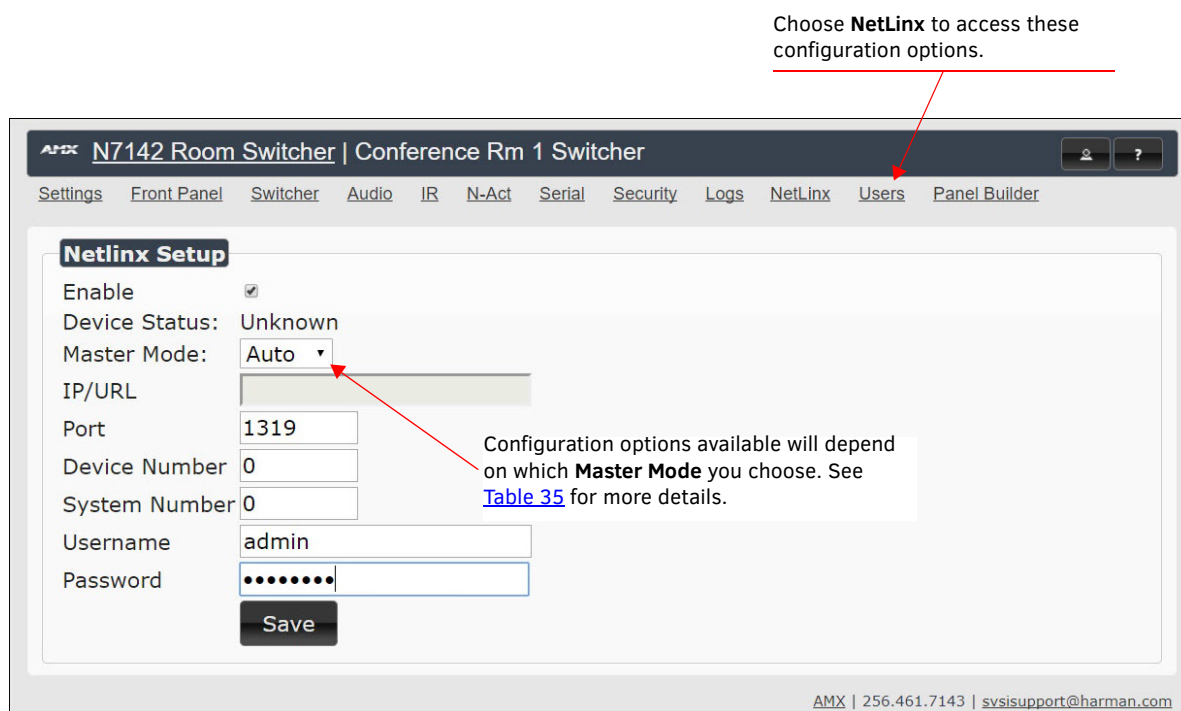 Choose NetLinx to access these
configuration options.
AMX N7142 Room Switcher | Conference Rm 1 Switcher
?
Settings Front Panel Switcher Audio IR N-Act Serial Security Logs NetLinx Users Panel Builder
Netlinx Setup
Enable
Device Status: Unknown
Master Mode: Auto
IP/URL
Port 1319
Device Number 0
System Number 0
Username admin
Password ••••••••
Save
Configuration options available will depend
on which Master Mode you choose. See
Table 35 for more details.
AMX | 256.461.7143 | svsisupport@harman.com